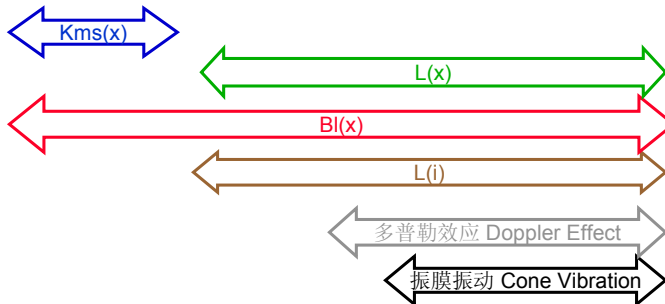 Kms(x)
L(x)
Bl(x)
L(i)
多普勒效应 Doppler Effect
振膜振动 Cone Vibration